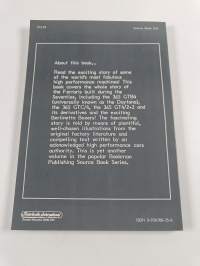 About this book..
Read the exciting story of some
of the world's most fabulous
high performance machines! This
book covers the whole story of
the Ferraris built during the
Seventies, including the 365 GTB4
(universally known as the Daytona),
the 365 GTC/4, the 365 GT4/2+2 and
its derivatives and the exciting
Berlinetta Boxers! The fascinating
story is told by means of plentiful,
well-chosen illustrations from the
original factory literature and
compelling text written by an
acknowledged high performance cars
authority. This is yet another
volume in the popular Bookman
Publishing Source Book Series.
ISBN